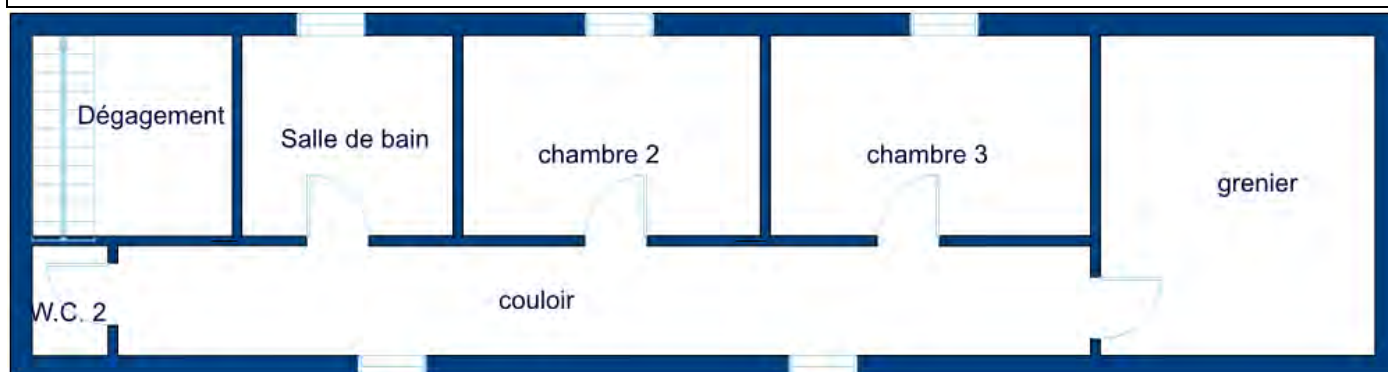 Dégagement
Salle de bain
chambre 2
chambre 3
grenier
W.C. 2
couloir